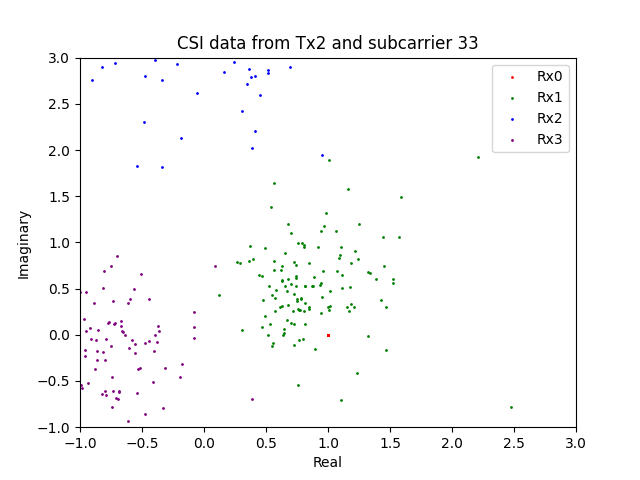 CSI data from Tx2 and subcarrier 33
Rx0
Rx1
Rx2
Rx3
3.0
2.5
2.0
1.5
1.0
0.5
0.0
−0.5
−1.0
Imaginary
−1.0 −0.5 0.0 0.5 1.0 1.5 2.0 2.5 3.0
Real